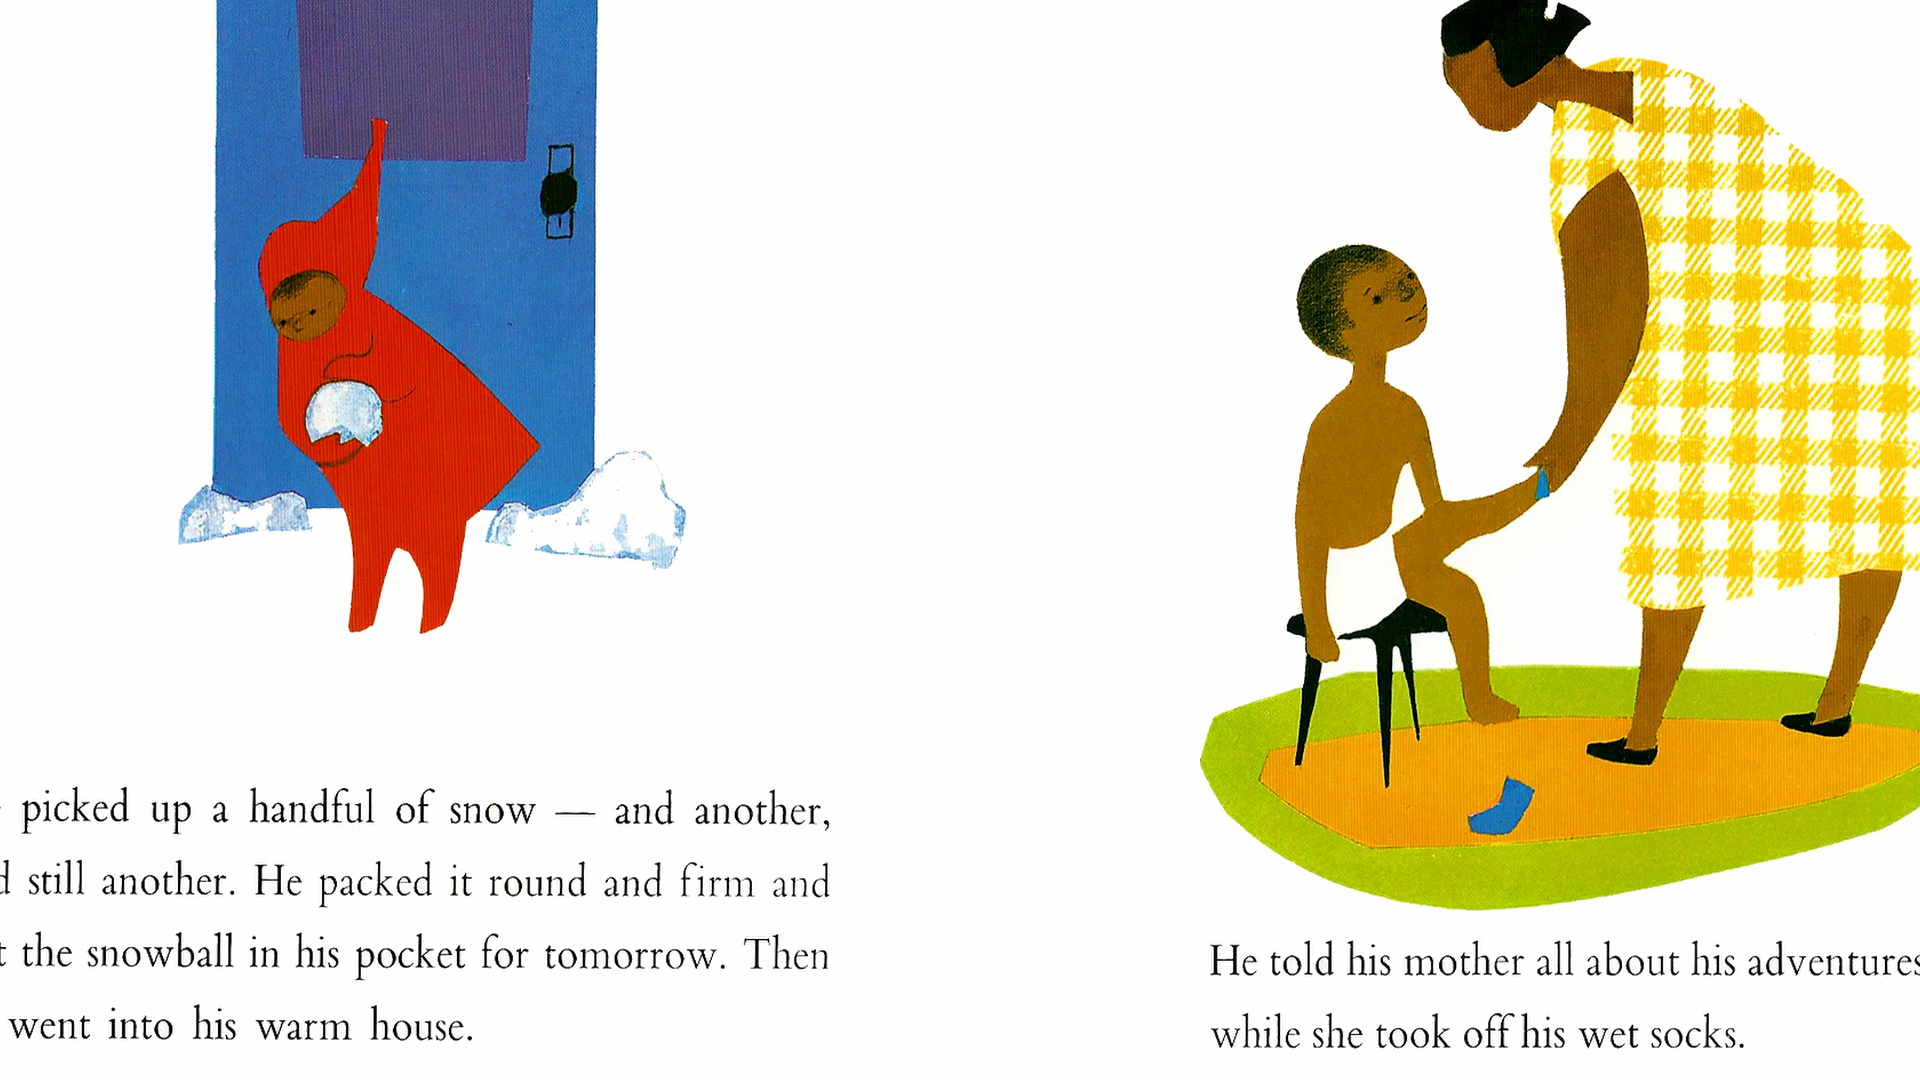 picked up a handful of snow — and another,
still another. He packed it round and firm and
the snowball in his pocket for tomorrow. Then
went into his warm house.
He told his mother all about his adventures
while she took off his wet socks.